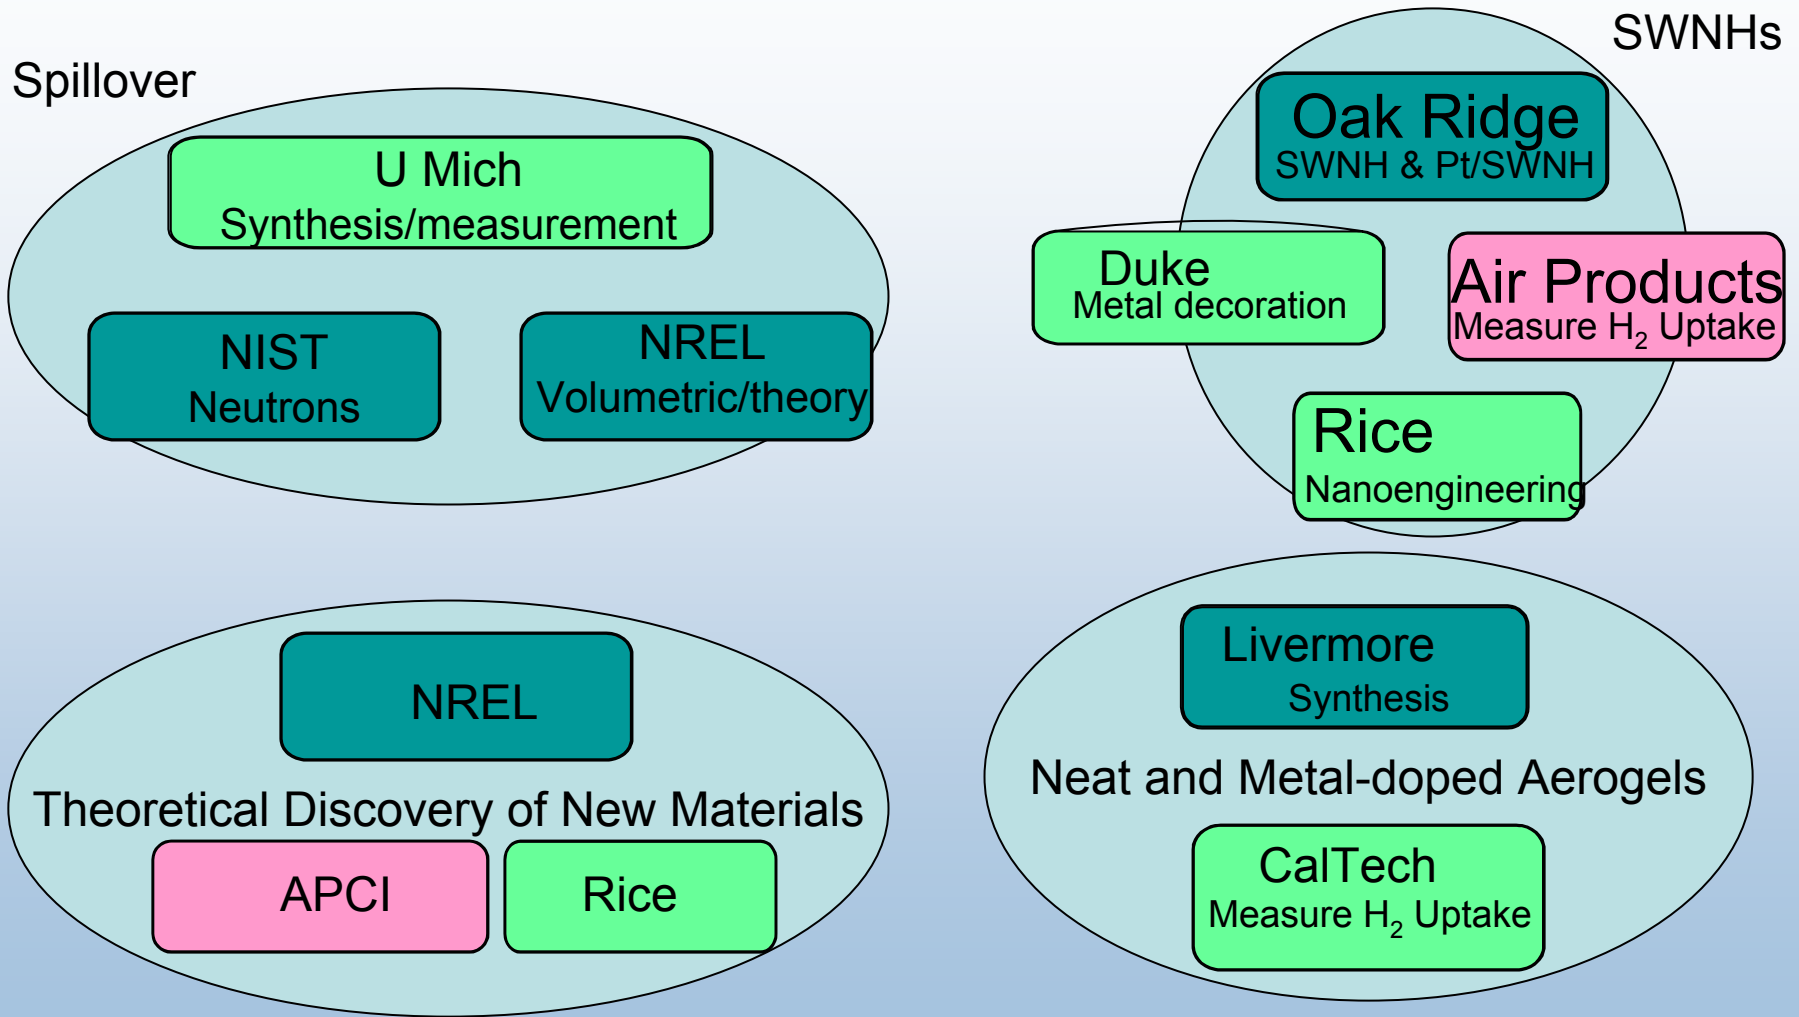 Spillover
U Mich
Synthesis/measurement
NIST
Neutrons
NREL
Volumetric/theory
SWNHs
Oak Ridge
SWNH & Pt/SWNH
Duke
Metal decoration
Air Products
Measure H₂ Uptake
Rice
Nanoengineering
NREL
Theoretical Discovery of New Materials
APCI
Rice
Livermore
Synthesis
Neat and Metal-doped Aerogels
CalTech
Measure H₂ Uptake